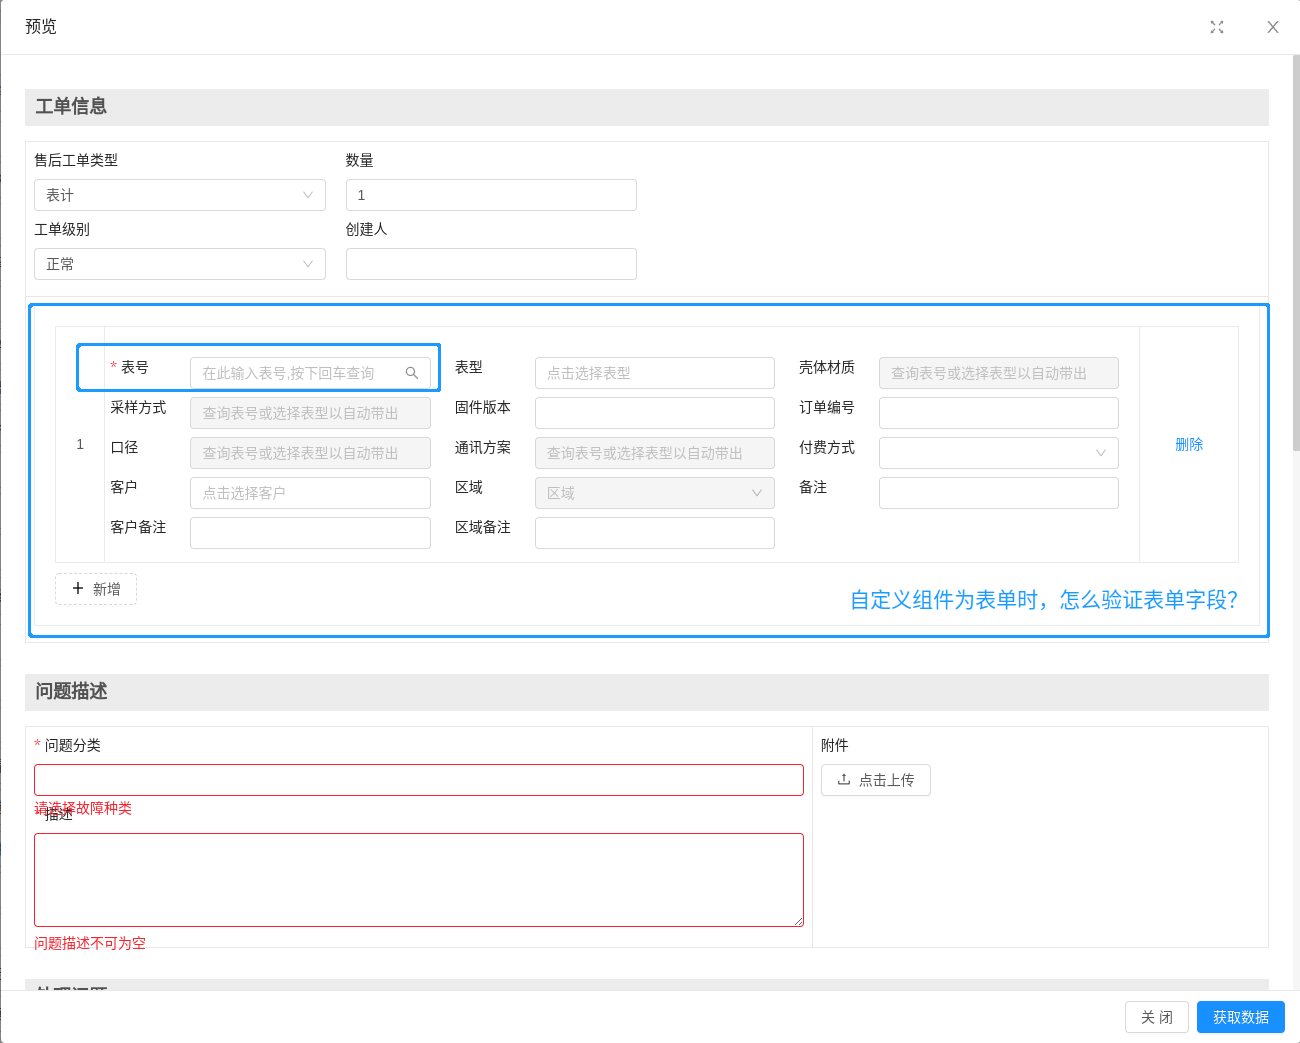 预览
工单信息
售后工单类型 数量
表计 1
工单级别 创建人
正常
* 表号 在此输入表号,按下回车查询 表型 点击选择表型 壳体材质 查询表号或选择表型以自动带出
采样方式 查询表号或选择表型以自动带出 固件版本 订单编号
1 口径 查询表号或选择表型以自动带出 通讯方案 查询表号或选择表型以自动带出 付费方式 删除
客户 点击选择客户 区域 区域 备注
客户备注 区域备注
新增
自定义组件为表单时，怎么验证表单字段？
问题描述
* 问题分类 附件
点击上传
请选择故障种类
描述
问题描述不可为空
关 闭 获取数据